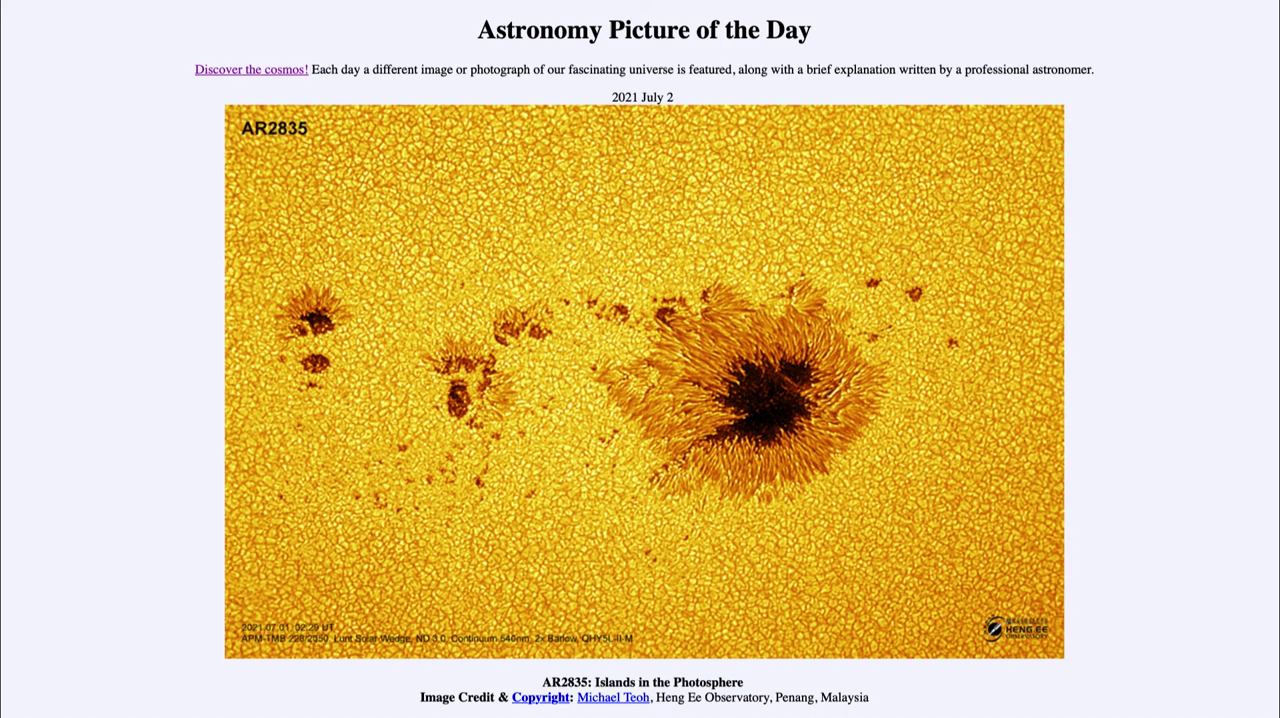 Astronomy Picture of the Day
Discover the cosmos! Each day a different image or photograph of our fascinating universe is featured, along with a brief explanation written by a professional astronomer.
2021 July 2
AR2835
2021.07.01. 02:29 UT
APM-TMB 228/2050, Lunt Solar Wedge, ND 3.0, Continuum 540nm, 2x Barlow, QHY5L-II-M
HENG EE
OBSERVATORY
AR2835: Islands in the Photosphere
Image Credit & Copyright: Michael Teoh, Heng Ee Observatory, Penang, Malaysia